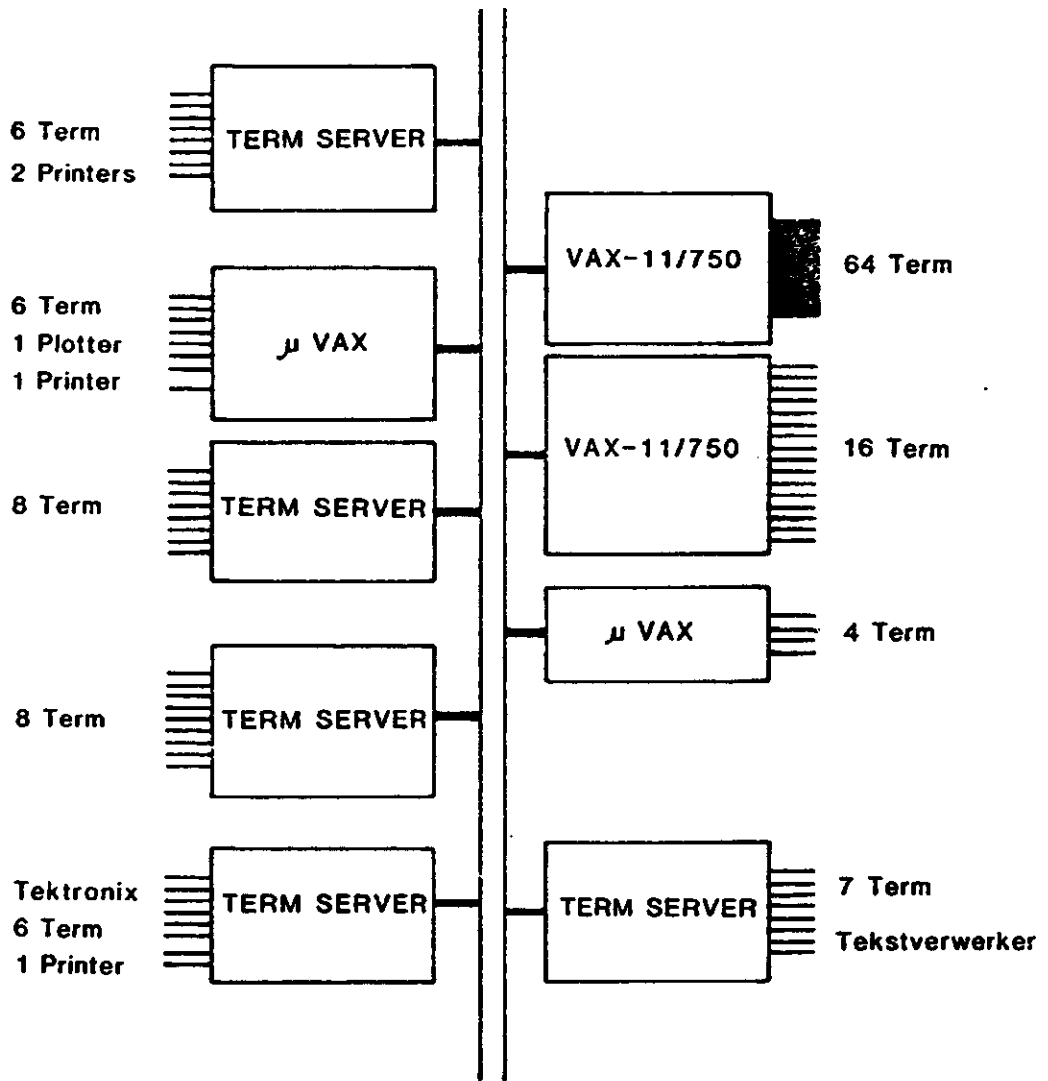 6 Term
2 Printers
TERM SERVER
6 Term
1 Plotter
1 Printer
μ VAX
8 Term
TERM SERVER
8 Term
TERM SERVER
Tektronix
6 Term
1 Printer
TERM SERVER
VAX-11/750
64 Term
VAX-11/750
16 Term
μ VAX
4 Term
TERM SERVER
7 Term
Tekstverwerker